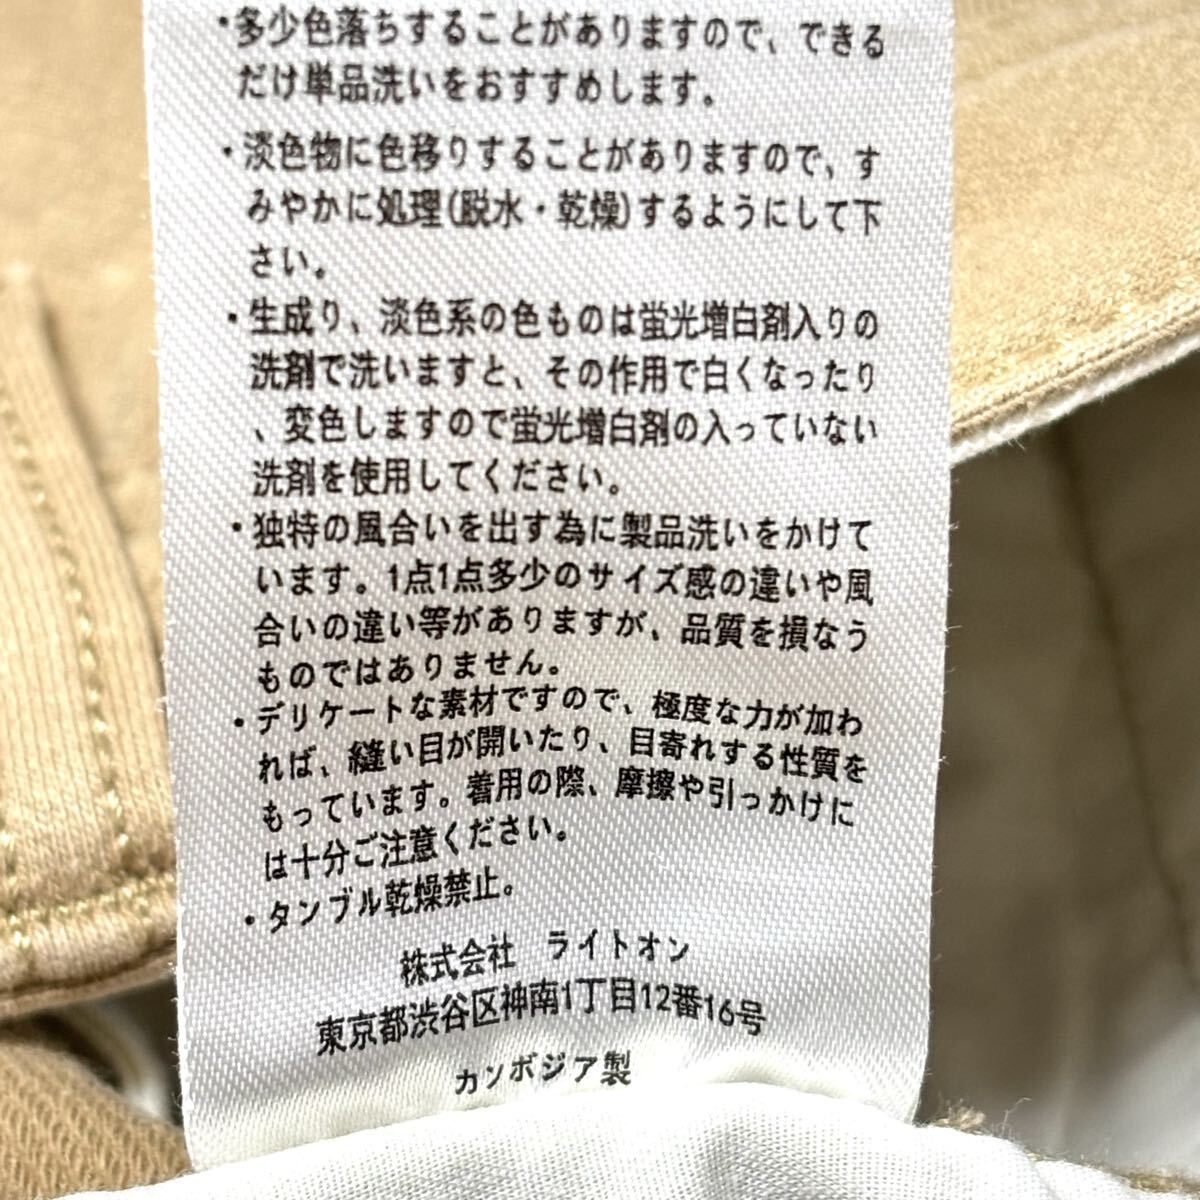 ・多少色落ちすることがありますので、できる
だけ単品洗いをおすすめします。
・淡色物に色移りすることがありますので、す
みやかに処理(脱水・乾燥)するようにして下
さい。
・生成り、淡色系の色ものは蛍光増白剤入りの
洗剤で洗いますと、その作用で白くなったり
、変色しますので蛍光増白剤の入っていない
洗剤を使用してください。
・独特の風合いを出す為に製品洗いをかけて
います。1点1点多少のサイズ感の違いや風
合いの違い等がありますが、品質を損なう
ものではありません。
・デリケートな素材ですので、極度な力が加わ
れば、縫い目が開いたり、目寄れする性質を
もっています。着用の際、摩擦や引っかけに
は十分ご注意ください。
・タンブル乾燥禁止。
株式会社 ライトオン
東京都渋谷区神南1丁目12番16号
カンボジア製